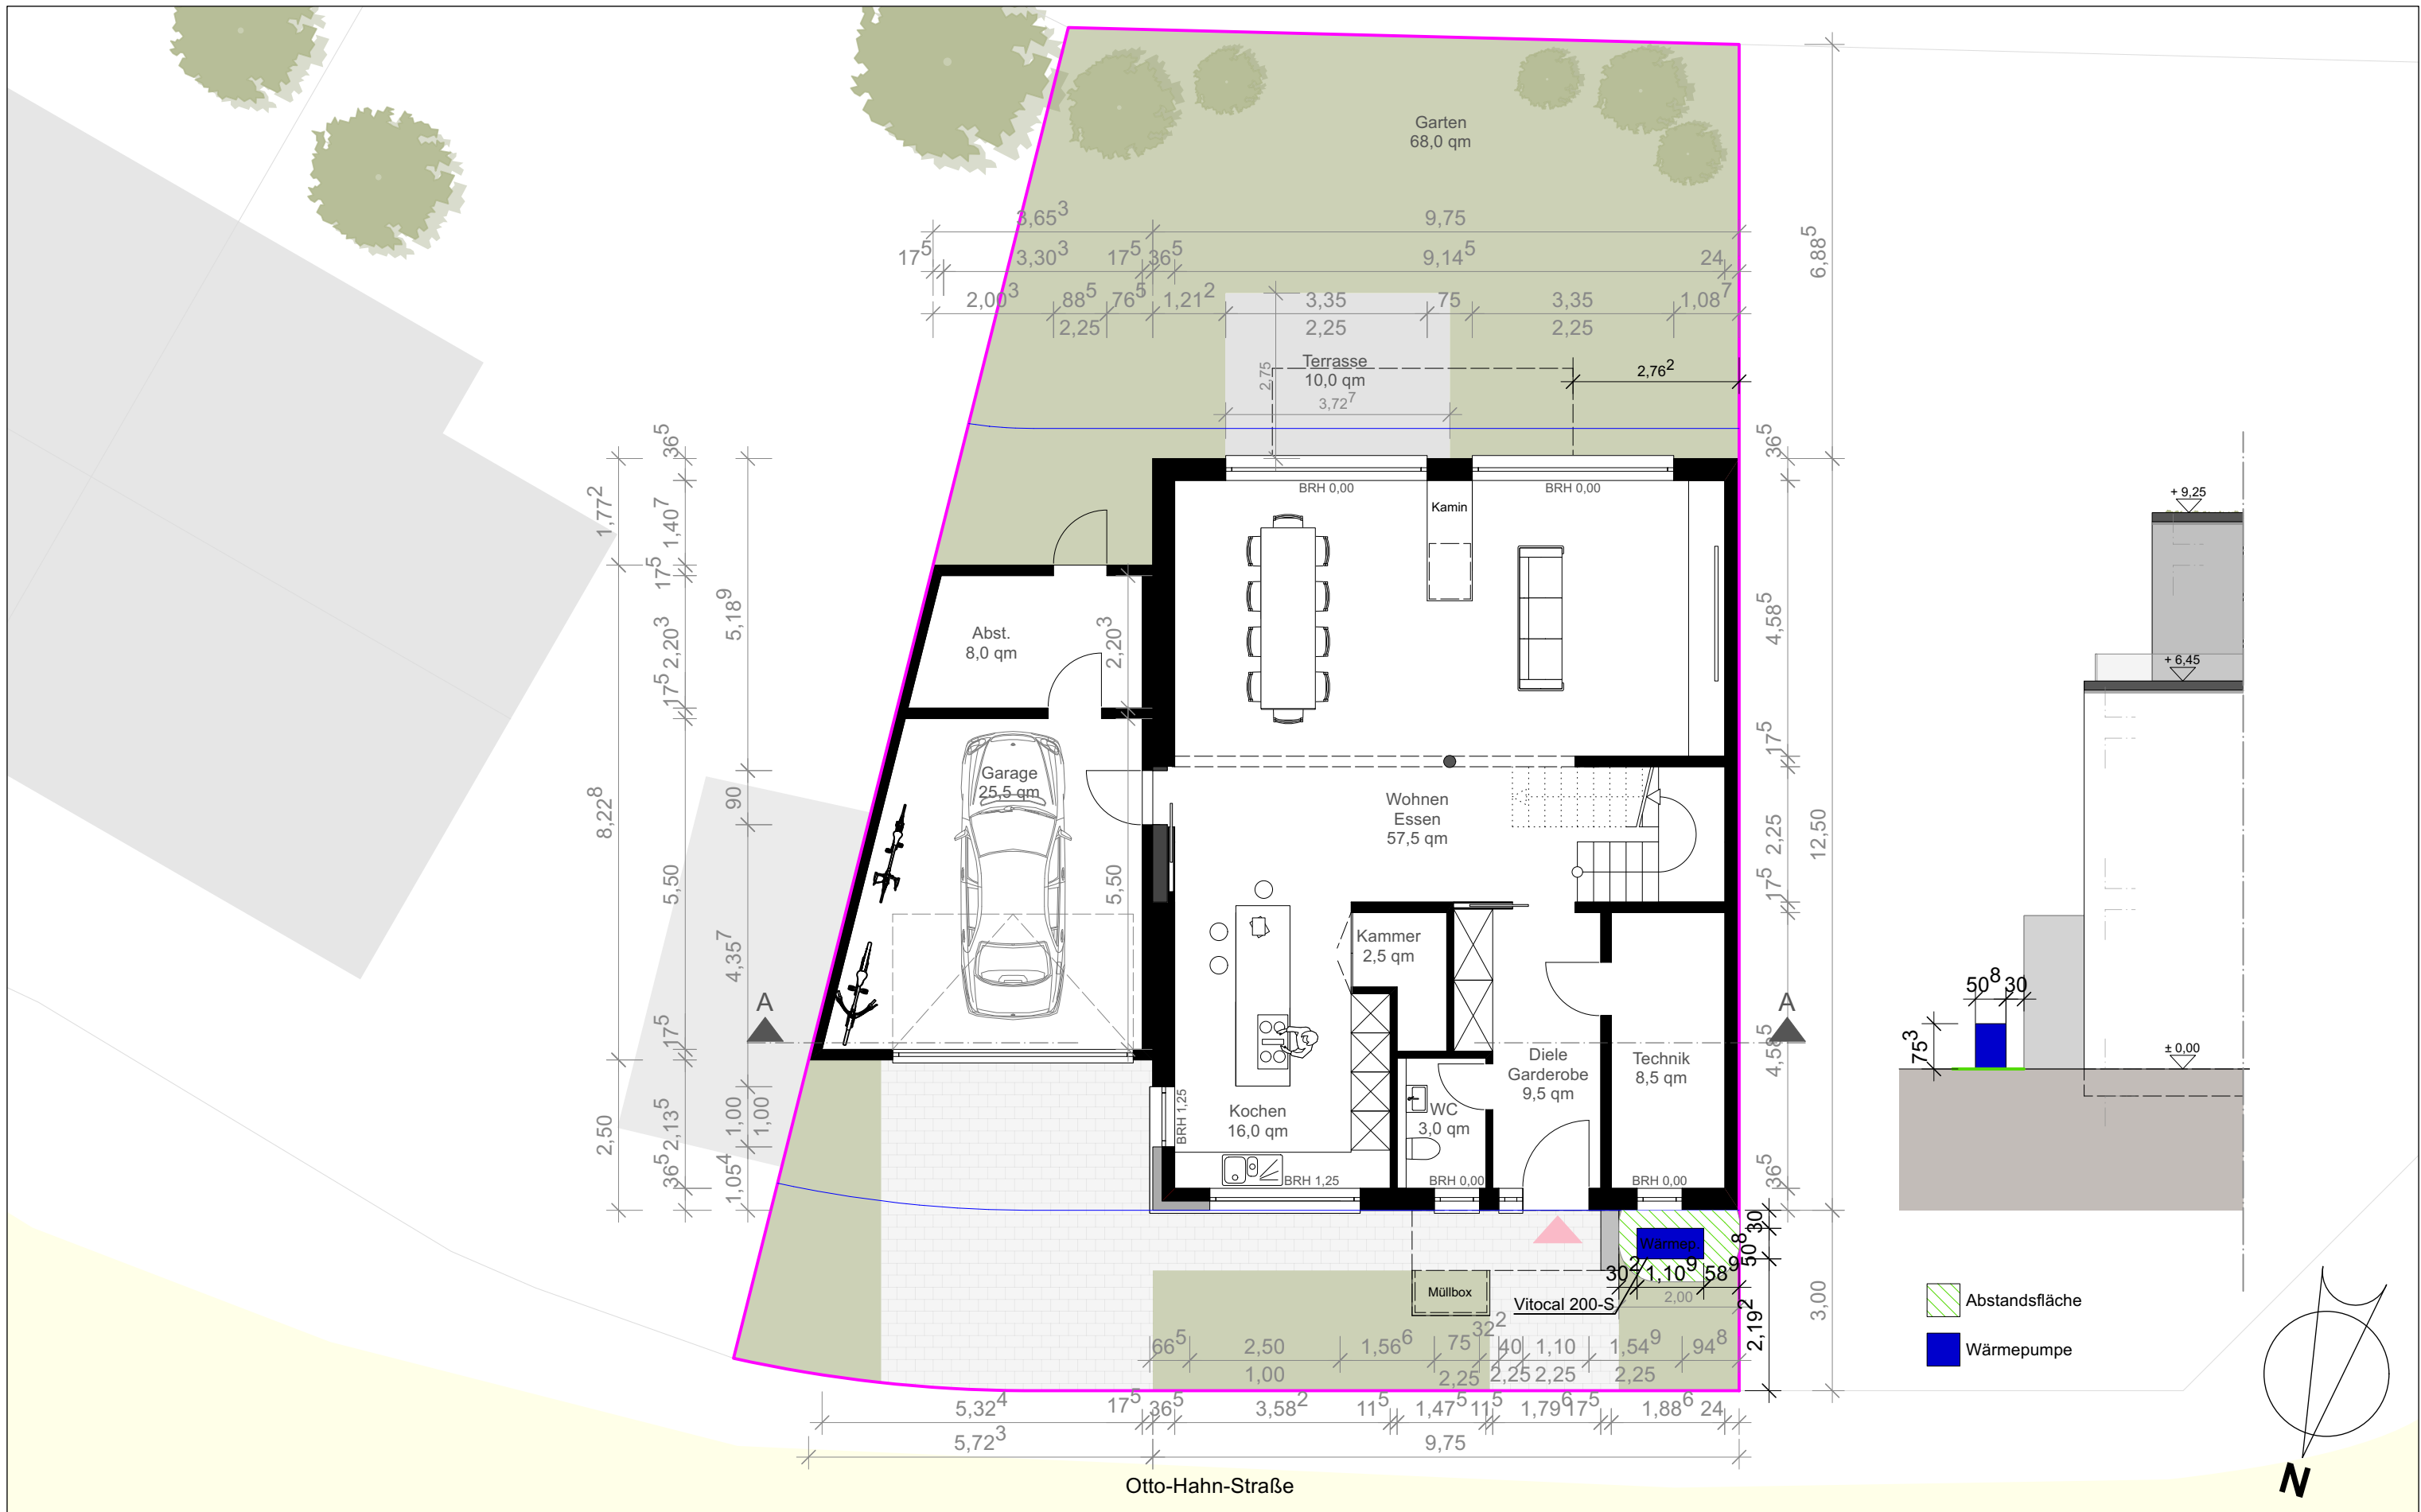 Garten
68,0 qm
3,65³
9,75
17⁵
3,30³
17⁵
36⁵
9,14⁵
24
2,00³
88⁵
76⁵
1,21²
3,35
75
3,35
1,08⁷
2,25
2,25
2,25
6,88⁵
Terrasse
10,0 qm
2,75
3,72⁷
2,76²
36⁵
1,77²
1,40⁷
17⁵
5,18⁹
2,20³
17⁵
8,22⁸
90
5,50
4,35⁷
17⁵
2,50
2,13⁵
36⁵
1,00
1,00
1,05⁴
BRH 0,00
BRH 0,00
Kamin
Abst.
8,0 qm
2,20³
Garage
25,5 qm
5,50
Wohnen
Essen
57,5 qm
Kammer
2,5 qm
Diele
Garderobe
9,5 qm
Technik
8,5 qm
WC
3,0 qm
Kochen
16,0 qm
BRH 1,25
BRH 1,25
BRH 0,00
BRH 0,00
A
A
36⁵
4,58⁵
17⁵
2,25
17⁵
4,58⁵
36⁵
12,50
3,00
+ 9,25
+ 6,45
± 0,00
50⁸
30
75³
Wärmep.
30
50⁸
2,19²
30²
1,10⁹
58⁹
2,00
Vitocal 200-S
Müllbox
66⁵
2,50
1,56⁶
75
32²
40
1,10
1,54⁹
94⁸
1,00
2,25
2,25
2,25
2,25
5,32⁴
17⁵
36⁵
3,58²
11⁵
1,47⁵
11⁵
1,79⁶
17⁵
1,88⁶
24
5,72³
9,75
Otto-Hahn-Straße
Abstandsfläche
Wärmepumpe
N